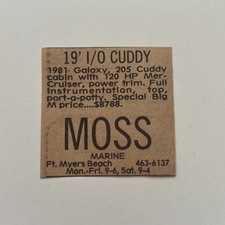 19' I/O CUDDY
1981 Galaxy, 205 Cuddy
cabin with 120 HP Mer-
Cruiser, power trim. Full
instrumentation, top,
port-a-potty. Special Big
M price....$8788.
MOSS
MARINE
Ft. Myers Beach 463-6137
Mon.-Fri. 9-6, Sat. 9-4